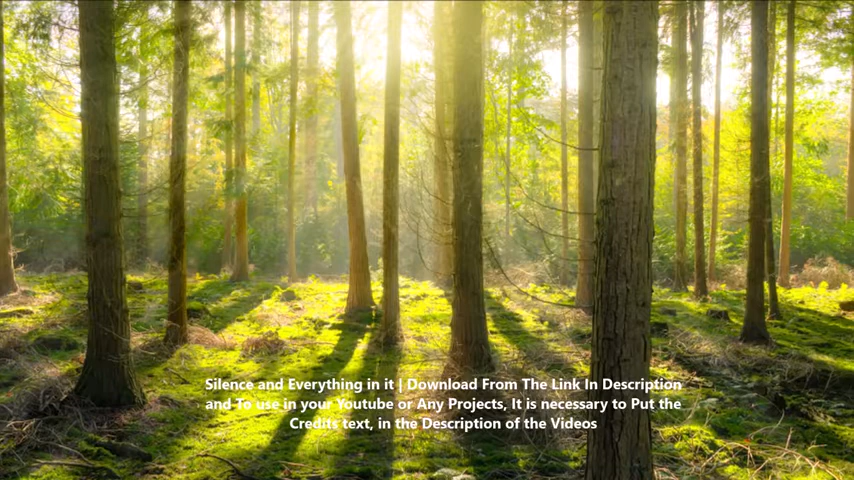 Silence and Everything in it | Download From The Link In Description
and To use in your Youtube or Any Projects, It is necessary to Put the
Credits text, in the Description of the Videos